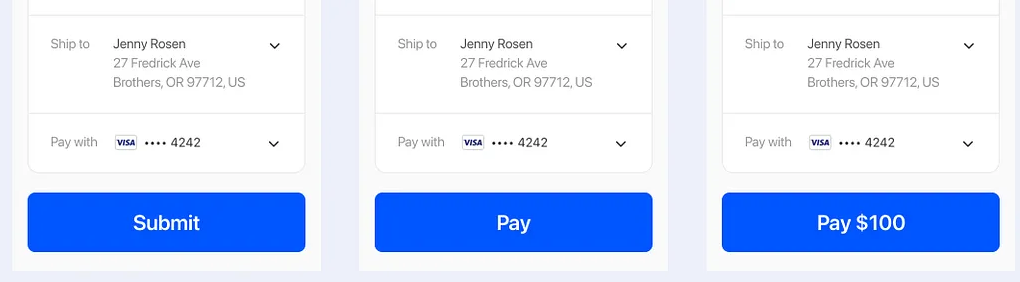 Ship to Jenny Rosen
27 Fredrick Ave
Brothers, OR 97712, US
Pay with VISA •••• 4242
Submit
Ship to Jenny Rosen
27 Fredrick Ave
Brothers, OR 97712, US
Pay with VISA •••• 4242
Pay
Ship to Jenny Rosen
27 Fredrick Ave
Brothers, OR 97712, US
Pay with VISA •••• 4242
Pay $100